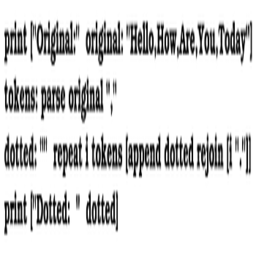 print ["Original:" original: "Hello,How,Are,You,Today"]
tokens: parse original ","
dotted: "" repeat i tokens [append dotted rejoin [i "."]]
print ["Dotted: " dotted]